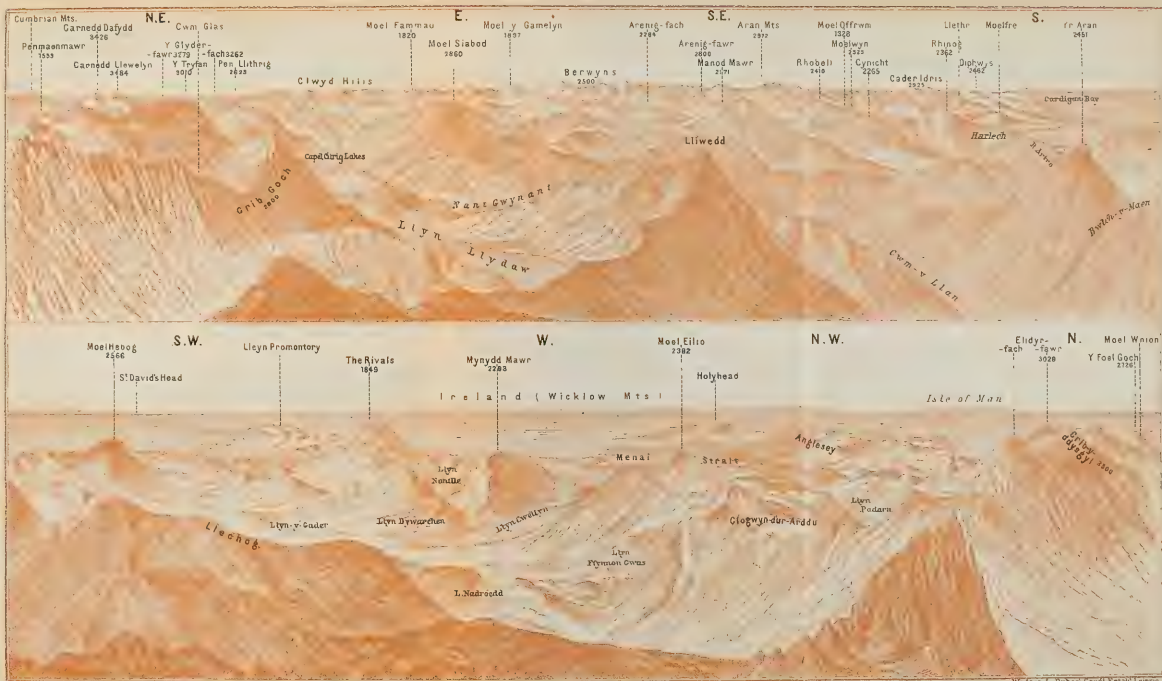 N.E.
E.
S.E.
S.
Cumbrian Mts.
Carnedd Dafydd
3426
Cwm Glas
Moel Fammau
1820
Moel y Gamelyn
1897
Arenig-fach
2264
Aran Mts
2972
Moel Offrwm
1328
Llethr
Moelfre
Yr Aran
2451
Penmaenmawr
1553
Y Glyder-
-fawr 3279
-fach 3262
Moel Siabod
2860
Arenig-fawr
2800
Moelwyn
Rhinog
2362
Carnedd Llewelyn
3484
Y Tryfan
3010
Pen Llithrig
2623
Manod Mawr
2171
Rhobell
2410
Cynicht
2265
Diphwys
2462
Clwyd Hills
Berwyns
2500
Cader Idris
2925
Cardigan Bay
Capel Curig Lakes
Lliwedd
Harlech
Crib Goch
Nant Gwynant
Bwlch-y-Maen
Llyn
Llydaw
Cwm-y-Llan
S.W.
W.
N.W.
N.
Moel Hebog
2566
Lleyn Promontory
Moel Eilio
2382
Elidyr-
-fach
-fawr
3029
Moel Wnion
St. David's Head
The Rivals
1849
Mynydd Mawr
2293
Y Foel Goch
2726
Holyhead
Ireland (Wicklow Mts)
Isle of Man
Anglesey
Crib-y-
ddysgyl
Menai
Strait
Llyn
Nantlle
Llyn
Padarn
Llechog
Llyn-y-Gader
Llyn Dywarchen
Llyn Cwellyn
Clogwyn-dur-Arddu
Llyn
Ffynnon Gwas
L. Nadroedd